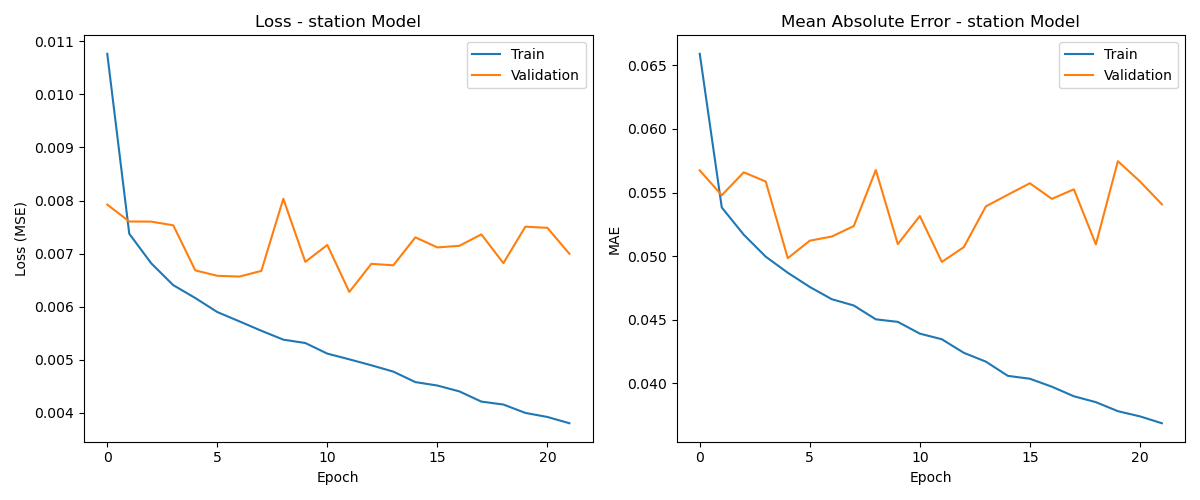 Loss - station Model
Train
Validation
0.011
0.010
0.009
0.008
0.007
0.006
0.005
0.004
Loss (MSE)
0 5 10 15 20
Epoch
Mean Absolute Error - station Model
Train
Validation
0.065
0.060
0.055
0.050
0.045
0.040
MAE
0 5 10 15 20
Epoch